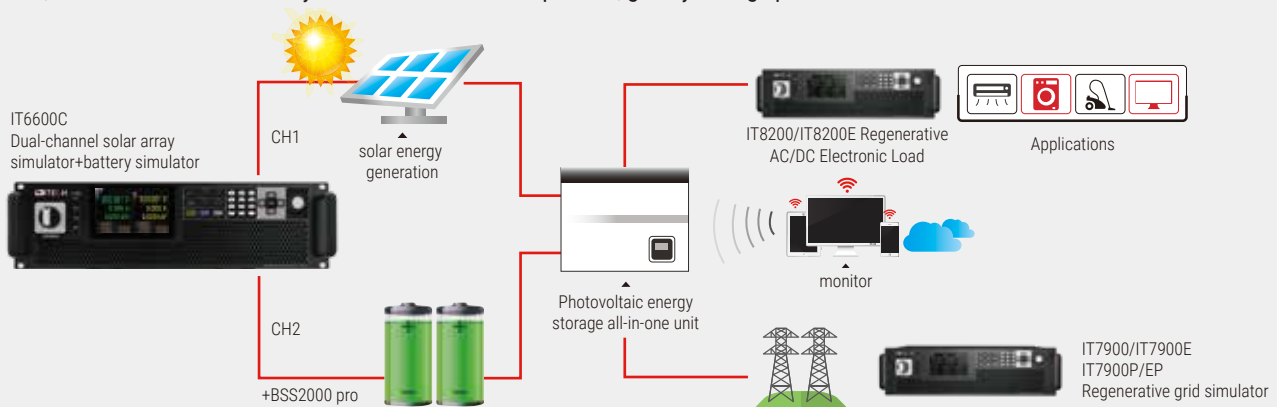 IT6600C
Dual-channel solar array
simulator+battery simulator
CH1
solar energy
generation
CH2
+BSS2000 pro
Photovoltaic energy
storage all-in-one unit
IT8200/IT8200E Regenerative
AC/DC Electronic Load
Applications
monitor
IT7900/IT7900E
IT7900P/EP
Regenerative grid simulator